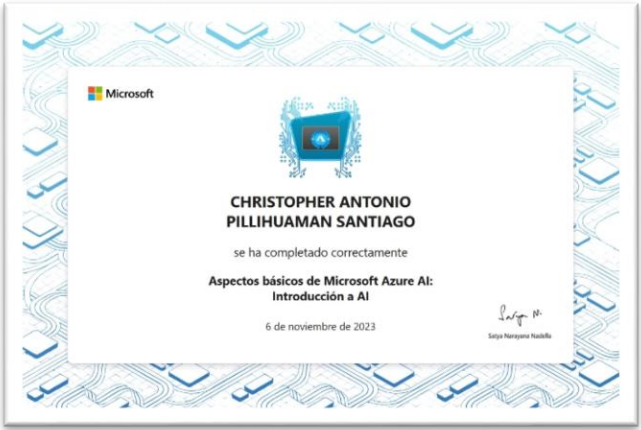 Microsoft
CHRISTOPHER ANTONIO
PILLIHUAMAN SANTIAGO
se ha completado correctamente
Aspectos básicos de Microsoft Azure AI:
Introducción a AI
6 de noviembre de 2023
Satya N.
Satya Narayana Nadella